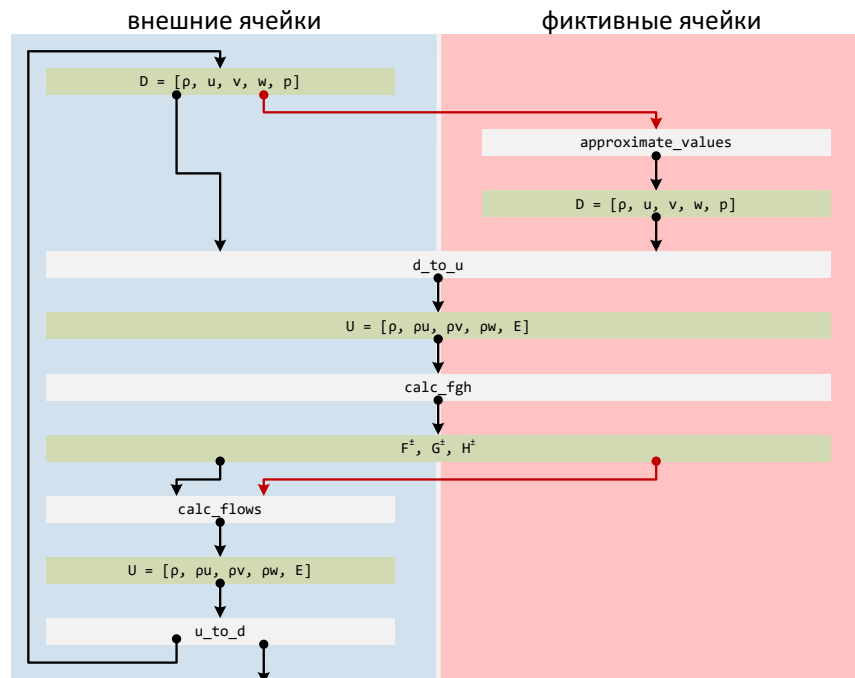 внешние ячейки
фиктивные ячейки
D = [ρ, u, v, w, p]
approximate_values
D = [ρ, u, v, w, p]
d_to_u
U = [ρ, ρu, ρv, ρw, E]
calc_fgh
F±, G±, H±
calc_flows
U = [ρ, ρu, ρv, ρw, E]
u_to_d